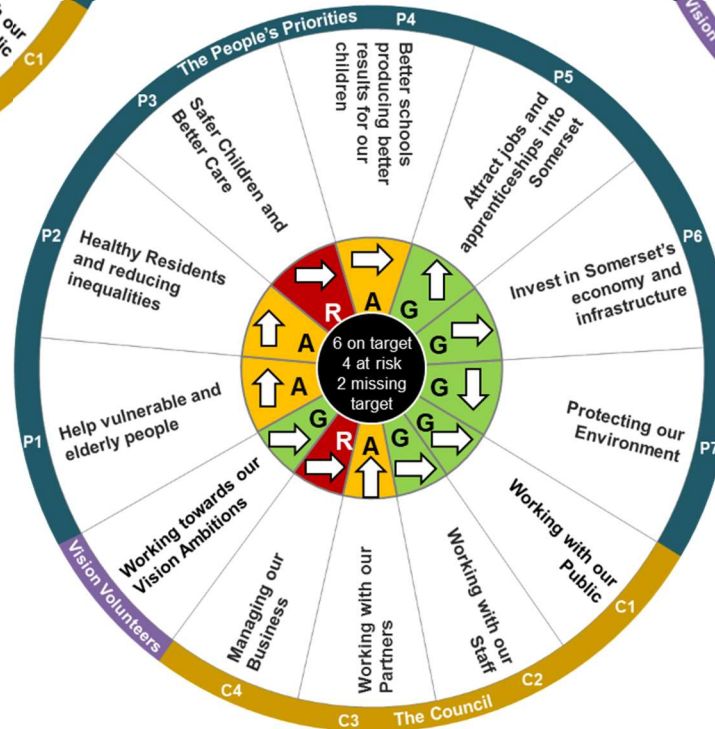 our
lic
C1
Vision
The People's Priorities
P4
Better schools
producing better
results for our
children
P5
Attract jobs and
apprenticeships into
Somerset
P6
Invest in Somerset's
economy and
infrastructure
P7
Protecting our
Environment
C1
Working with our
Public
C2
Working with our
Staff
The Council
C3
Working with our
Partners
C4
Managing our
Business
Vision Volunteers
Working towards our
Vision Ambitions
P1
Help vulnerable and
elderly people
P2
Healthy Residents
and reducing
inequalities
P3
Safer Children and
Better Care
A
G
G
G
G
G
A
R
G
A
A
R
6 on target
4 at risk
2 missing
target